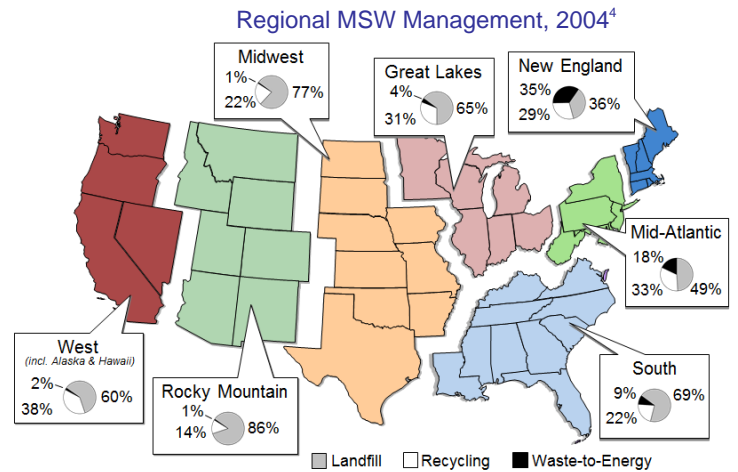 Regional MSW Management, 2004⁴
Midwest
1%
22%
77%
Great Lakes
4%
31%
65%
New England
35%
29%
36%
Mid-Atlantic
18%
33%
49%
West
(incl. Alaska & Hawaii)
2%
38%
60%
Rocky Mountain
1%
14%
86%
South
9%
22%
69%
Landfill
Recycling
Waste-to-Energy